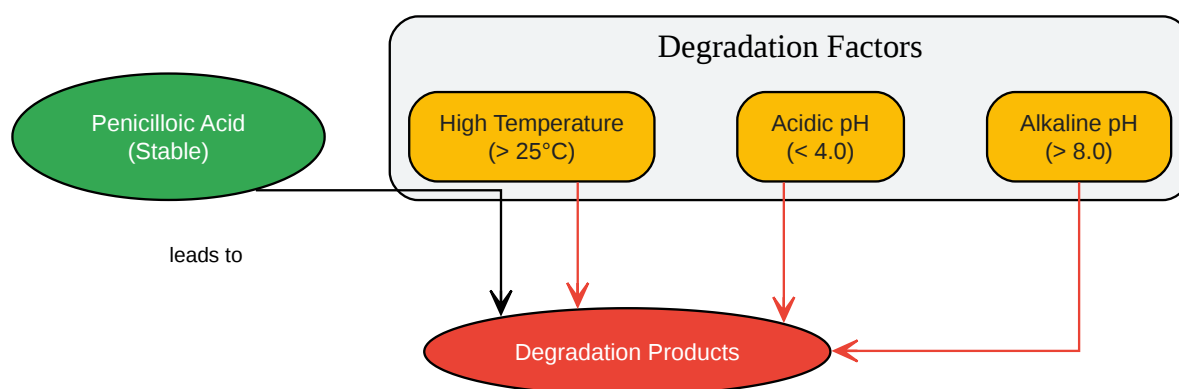 Degradation Factors
Penicilloic Acid
(Stable)
High Temperature
(> 25°C)
Acidic pH
(< 4.0)
Alkaline pH
(> 8.0)
leads to
Degradation Products